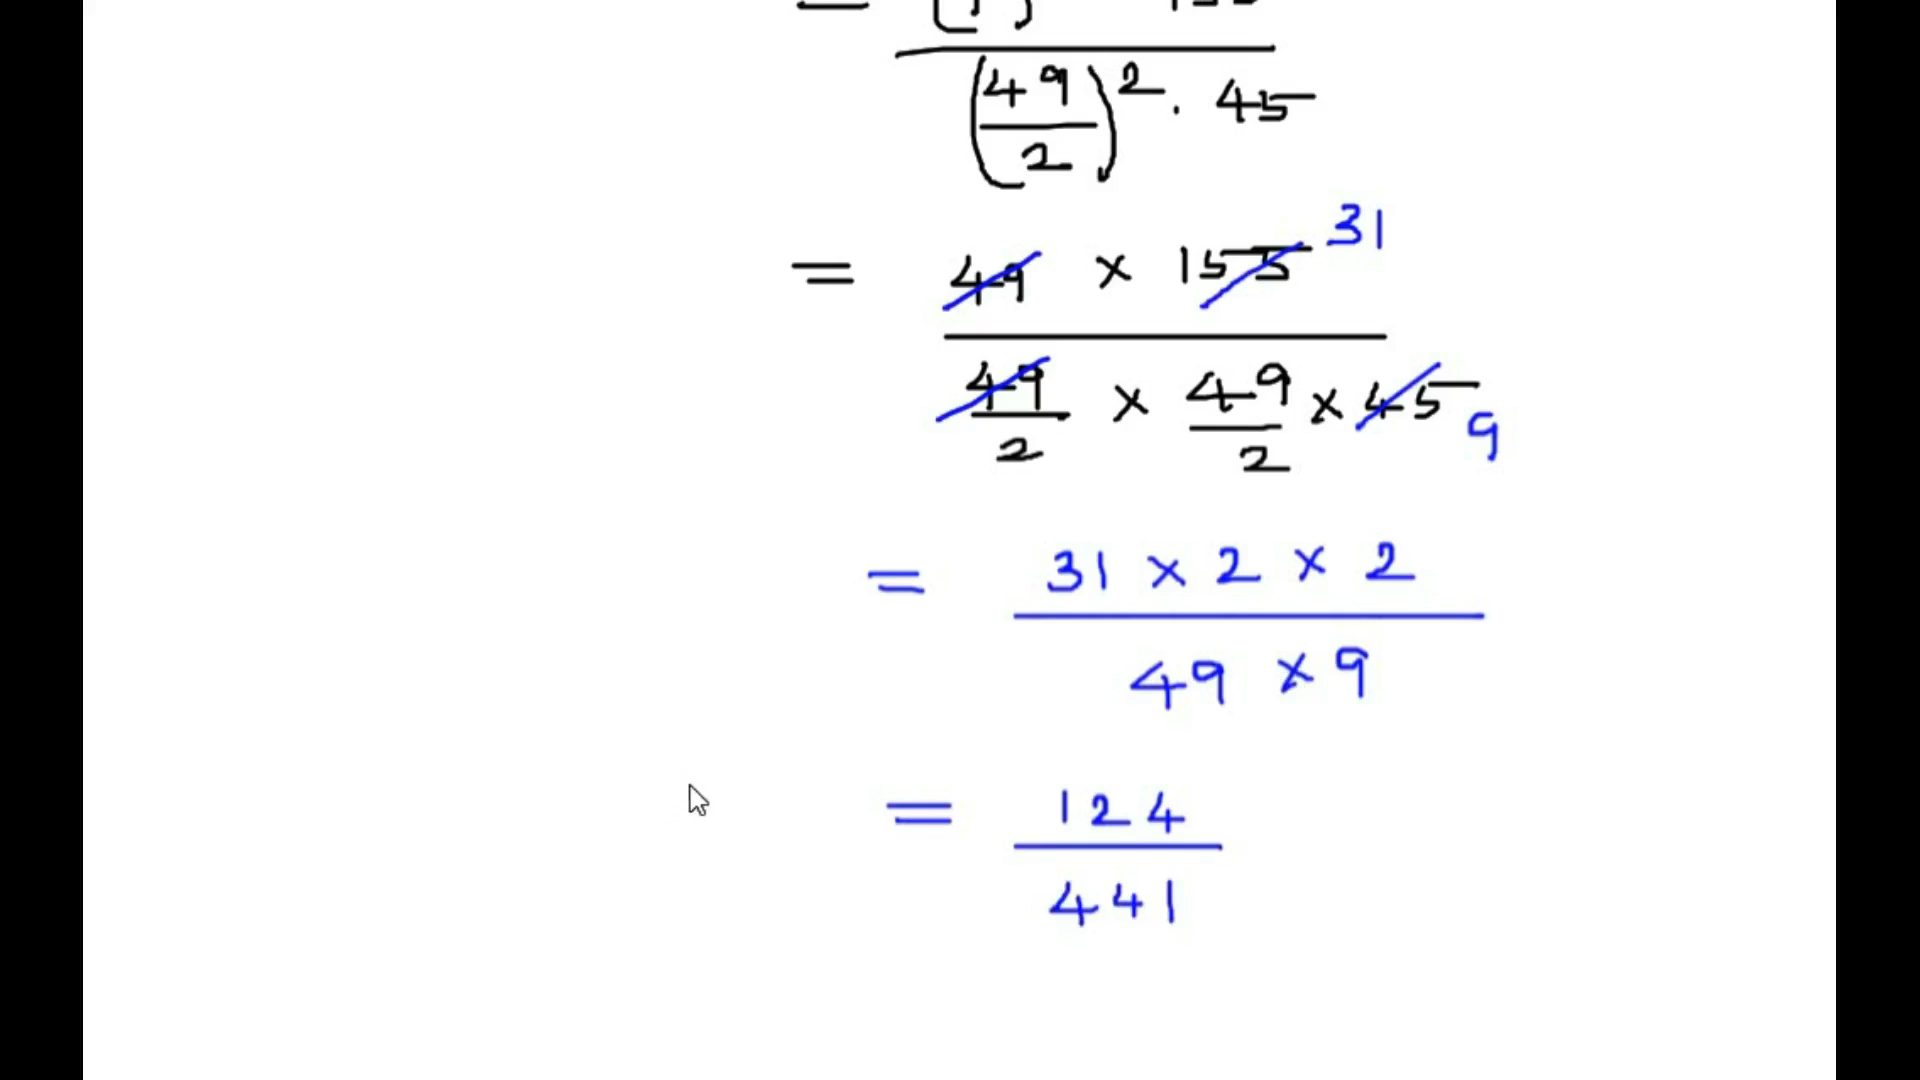 =
(49/2)² · 45
= 49 × 155 31
49/2 × 49/2 × 45 9
= 31 × 2 × 2
49 × 9
= 124
441